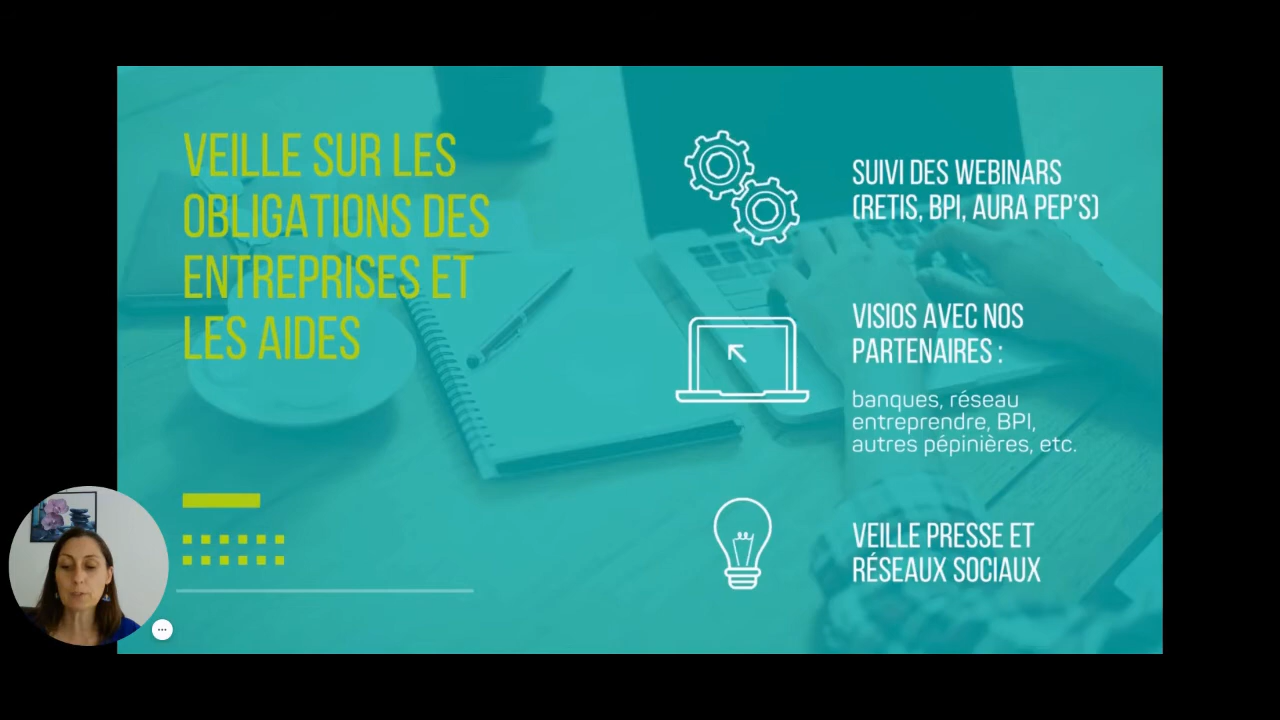 VEILLE SUR LES
OBLIGATIONS DES
ENTREPRISES ET
LES AIDES
SUIVI DES WEBINARS
(RETIS, BPI, AURA PEP'S)
VISIOS AVEC NOS
PARTENAIRES :
banques, réseau
entreprendre, BPI,
autres pépinières, etc.
VEILLE PRESSE ET
RÉSEAUX SOCIAUX